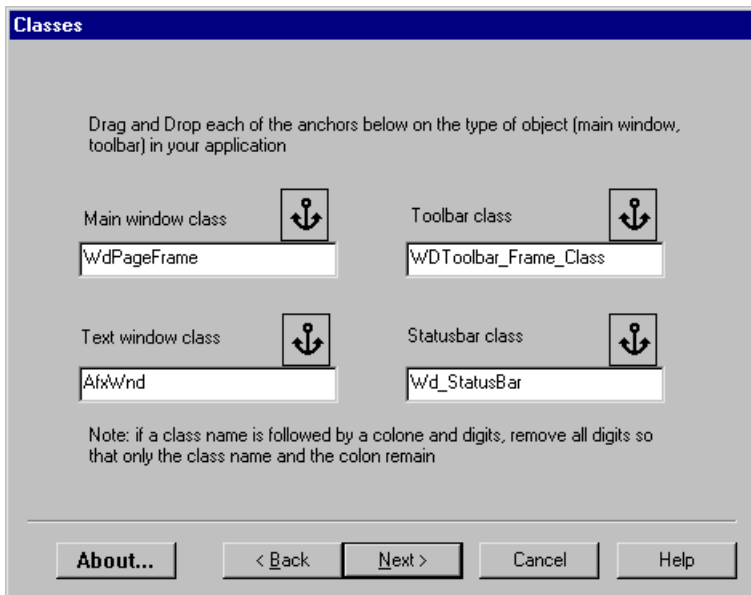 Classes
Drag and Drop each of the anchors below on the type of object (main window,
toolbar) in your application
Main window class
Toolbar class
WdPageFrame
WDToolbar_Frame_Class
Text window class
Statusbar class
AfxWnd
Wd_StatusBar
Note: if a class name is followed by a colone and digits, remove all digits so
that only the class name and the colon remain
About...
< Back
Next >
Cancel
Help